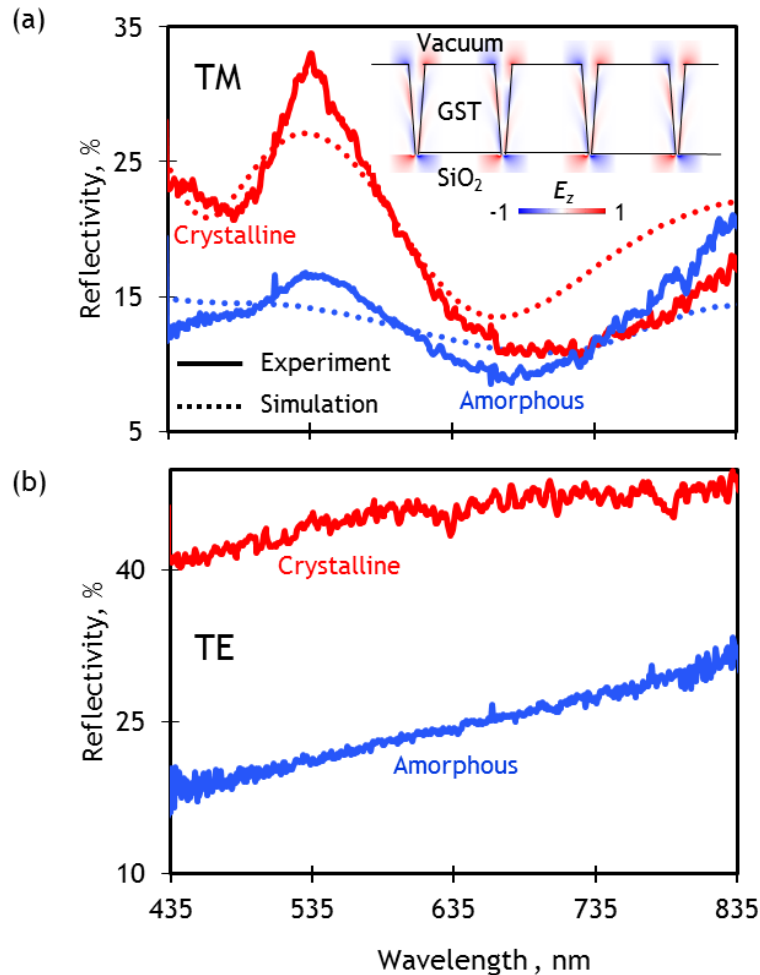 (a)
35
25
15
5
Reflectivity, %
TM
Vacuum
GST
SiO₂
E_z
-1 1
Crystalline
Experiment
Simulation
Amorphous
(b)
40
25
10
Reflectivity, %
Crystalline
TE
Amorphous
435 535 635 735 835
Wavelength , nm